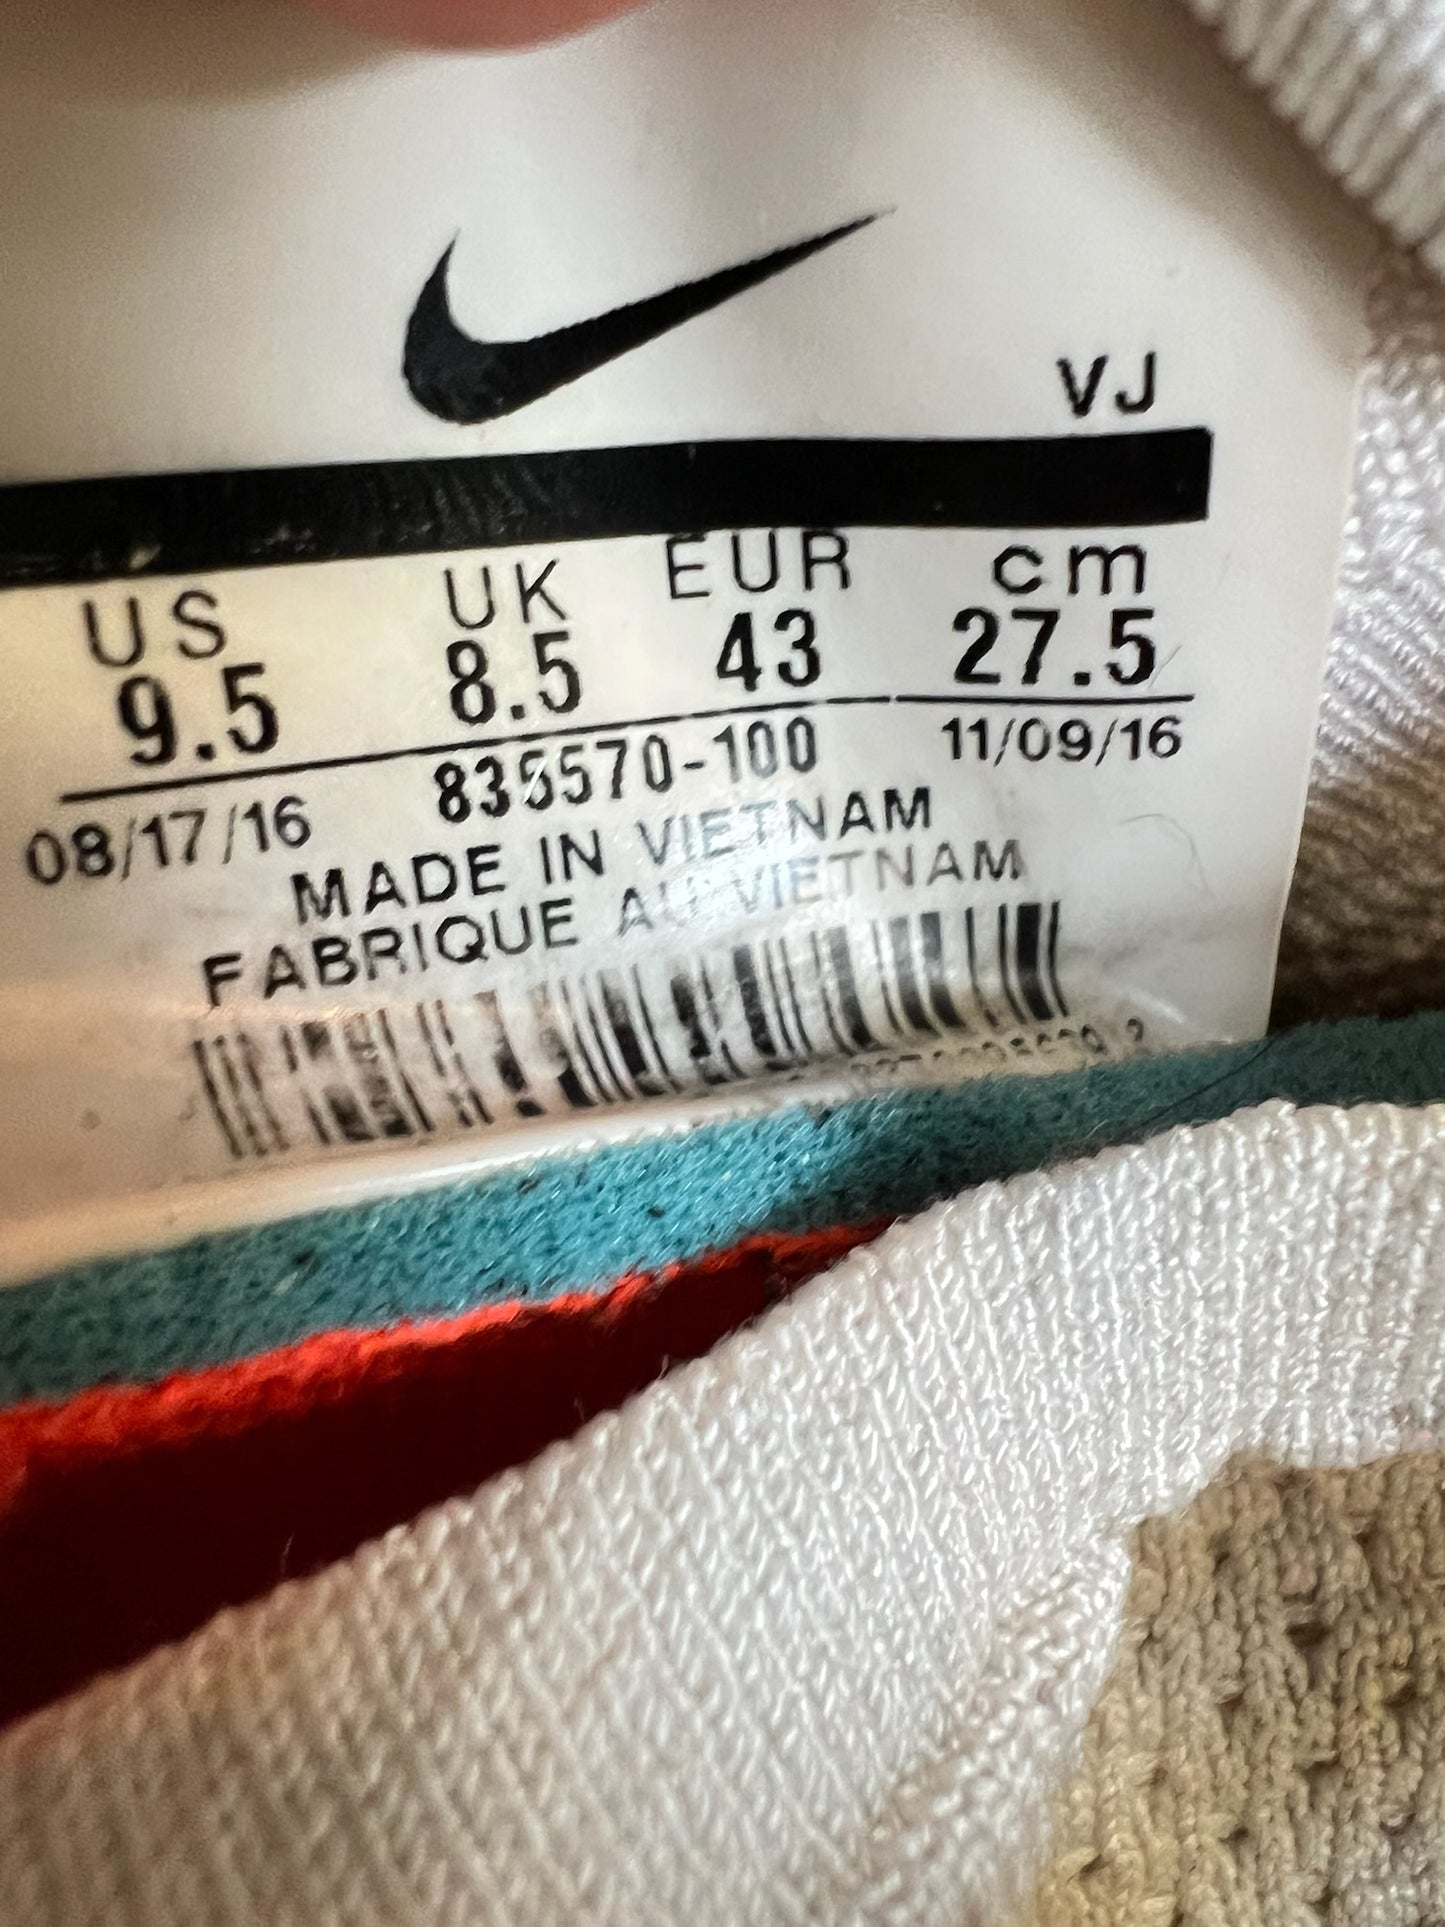 VJ
US UK EUR cm
9.5 8.5 43 27.5
08/17/16 835570-100 11/09/16
MADE IN VIETNAM
FABRIQUE AU VIETNAM